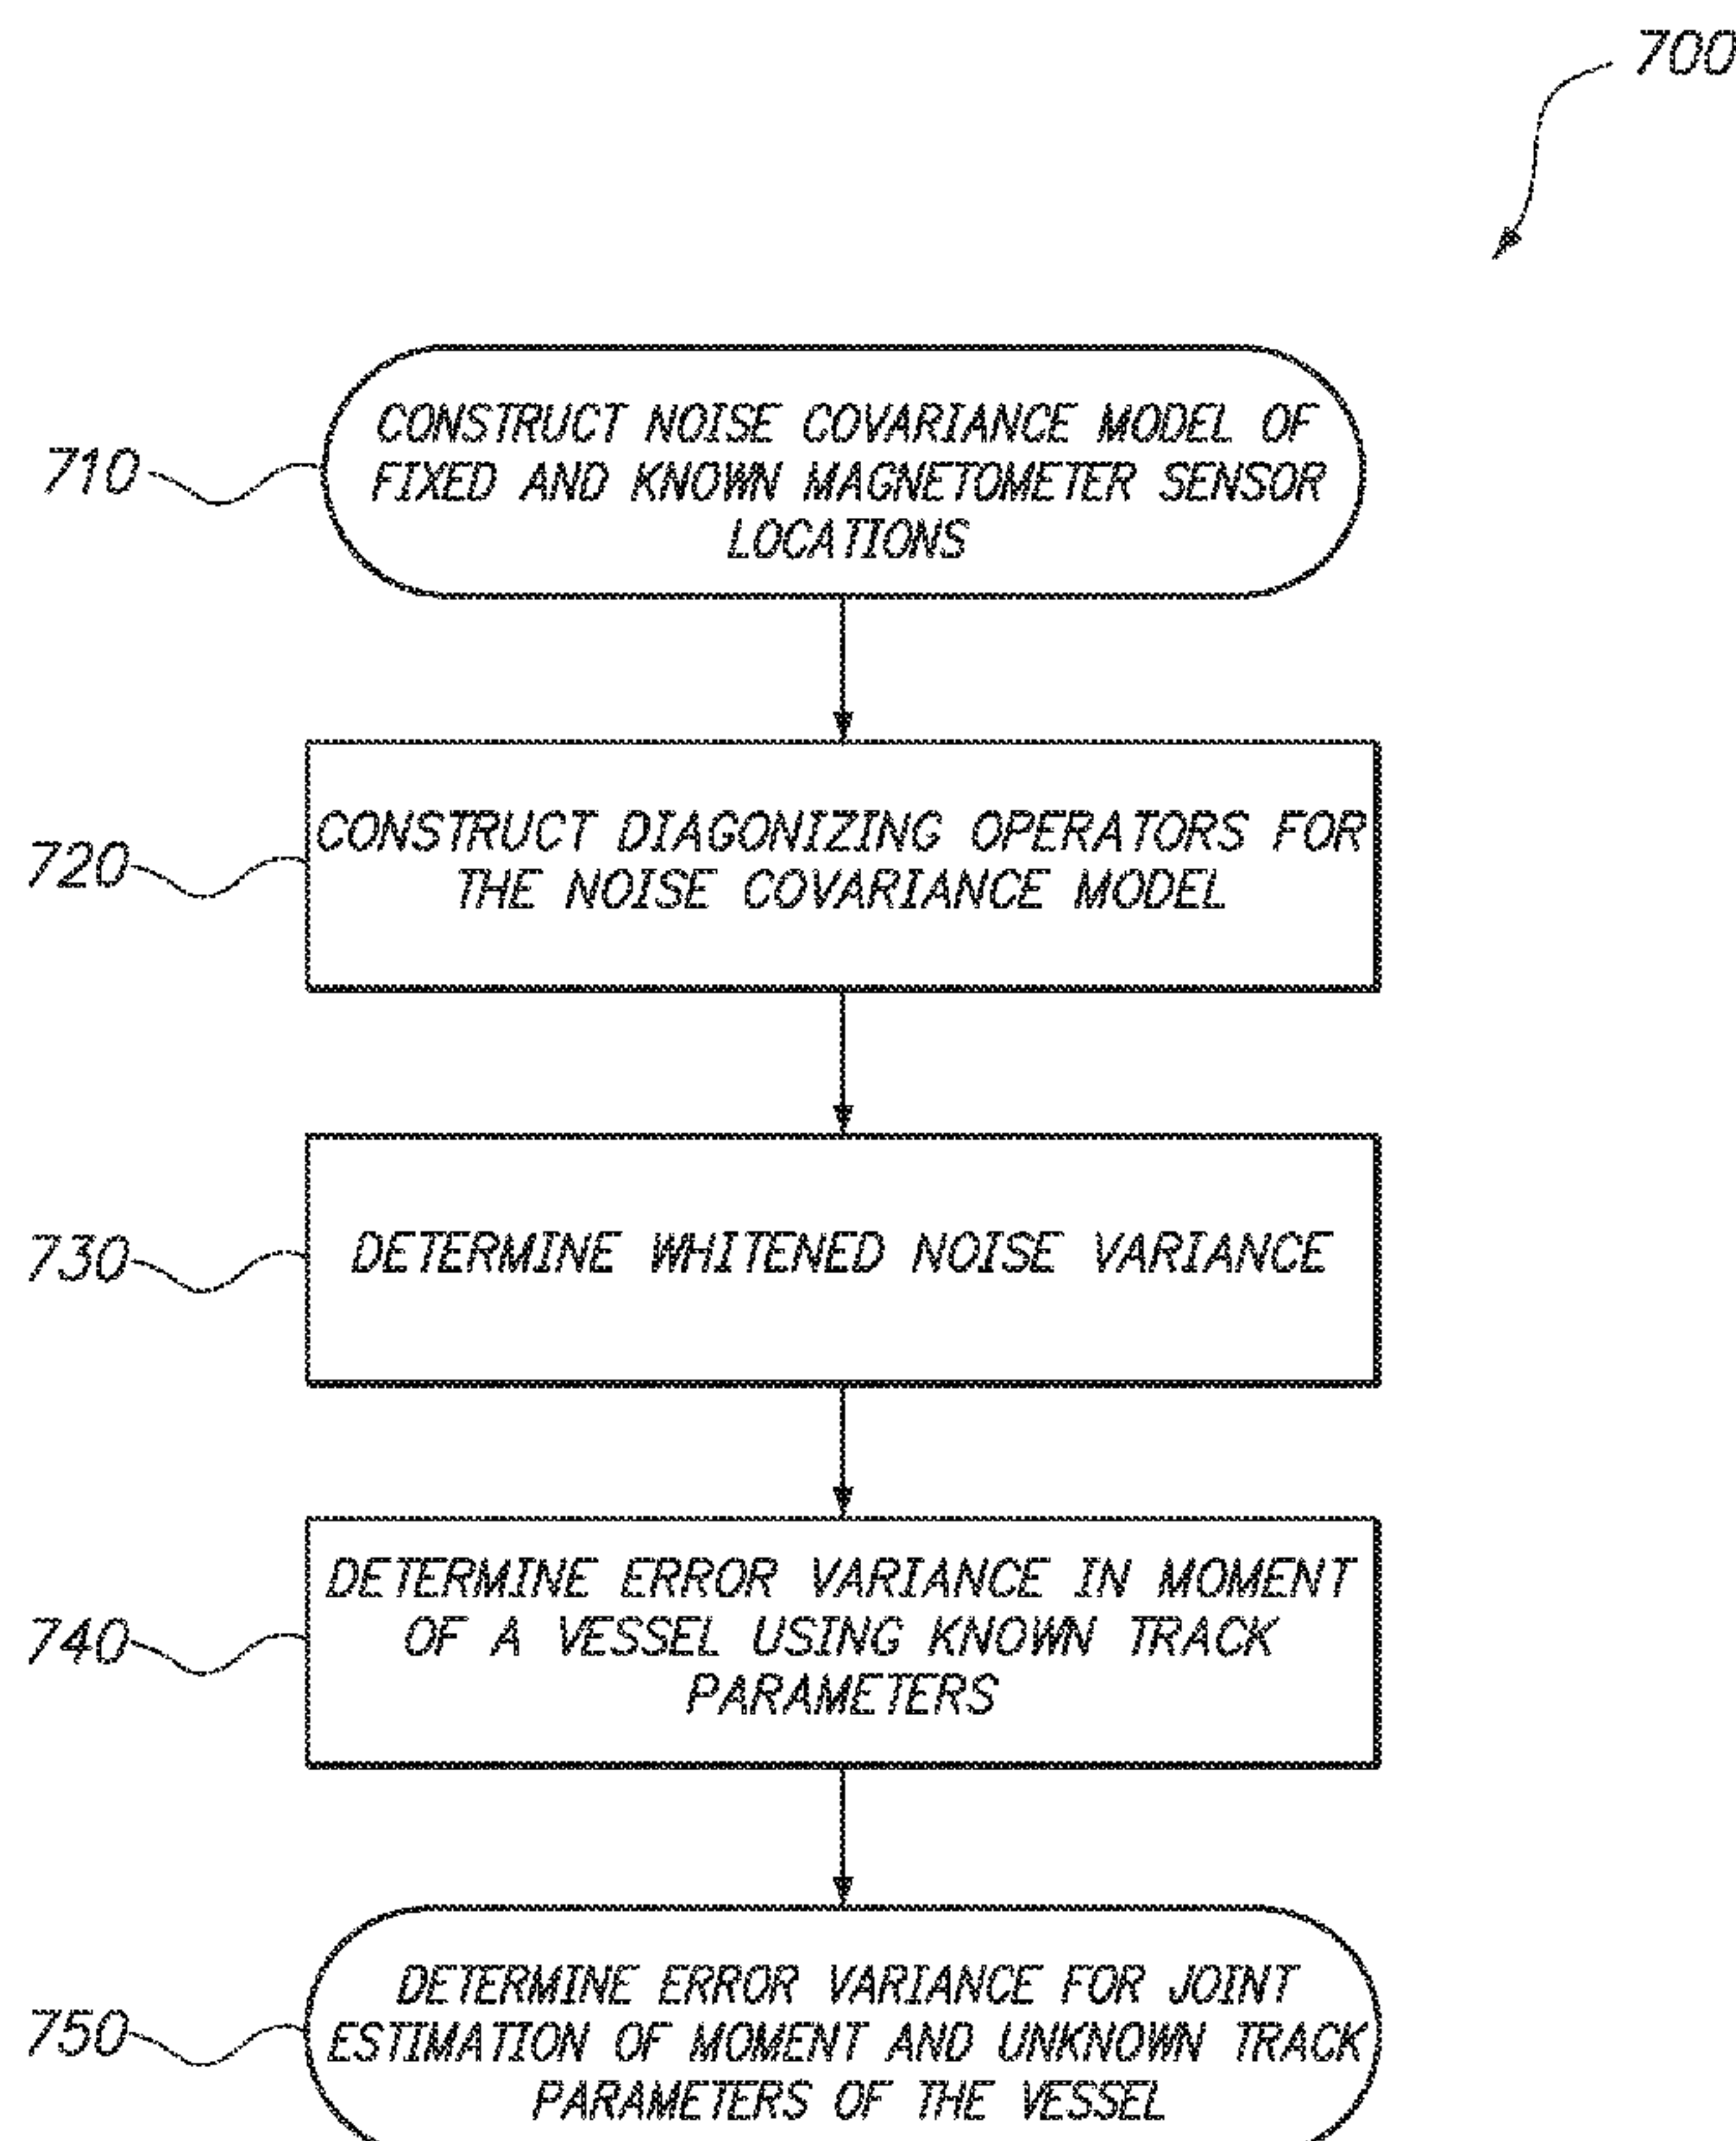 700
710
CONSTRUCT NOISE COVARIANCE MODEL OF
FIXED AND KNOWN MAGNETOMETER SENSOR
LOCATIONS
720
CONSTRUCT DIAGONIZING OPERATORS FOR
THE NOISE COVARIANCE MODEL
730
DETERMINE WHITENED NOISE VARIANCE
740
DETERMINE ERROR VARIANCE IN MOMENT
OF A VESSEL USING KNOWN TRACK
PARAMETERS
750
DETERMINE ERROR VARIANCE FOR JOINT
ESTIMATION OF MOMENT AND UNKNOWN TRACK
PARAMETERS OF THE VESSEL